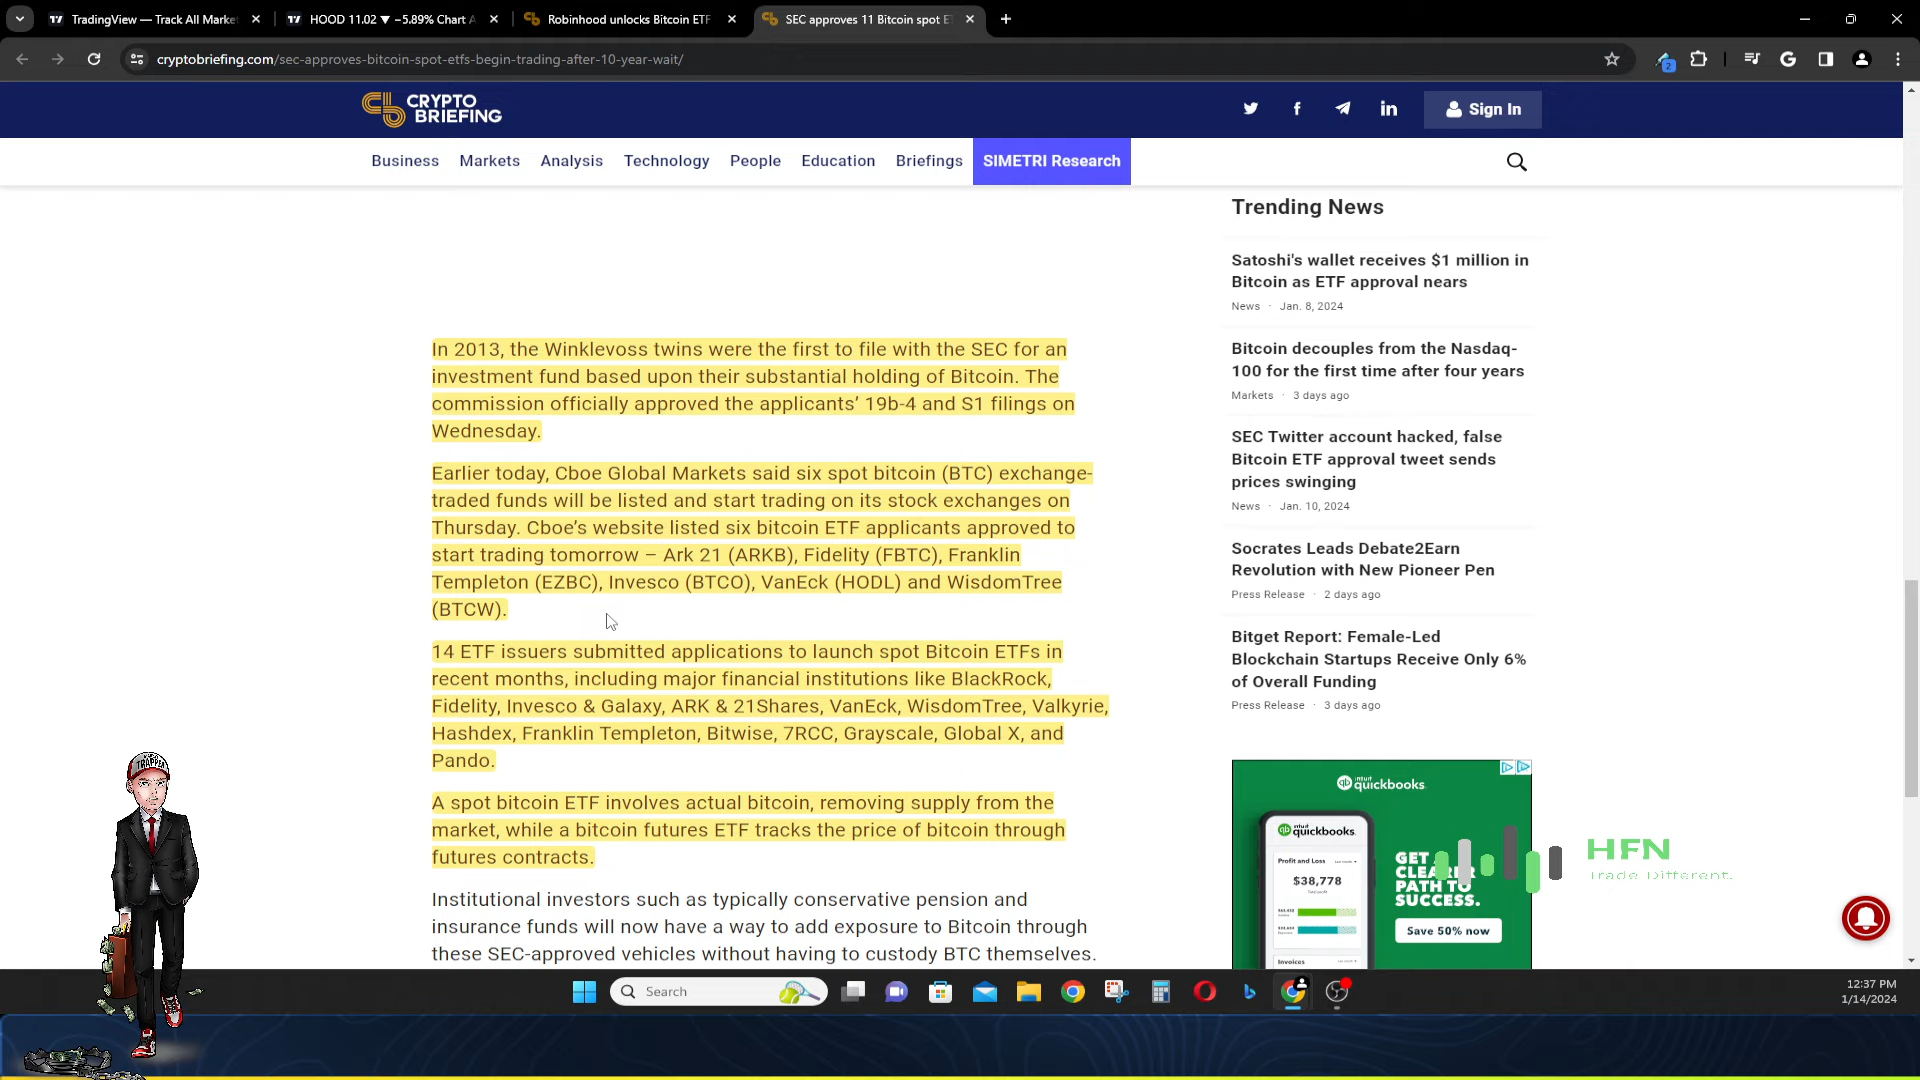 TradingView — Track All Market
HOOD 11.02 ▼ −5.89% Chart A
Robinhood unlocks Bitcoin ETF
SEC approves 11 Bitcoin spot ET
cryptobriefing.com/sec-approves-bitcoin-spot-etfs-begin-trading-after-10-year-wait/
2
CRYPTO
BRIEFING
Sign In
Business
Markets
Analysis
Technology
People
Education
Briefings
SIMETRI Research
In 2013, the Winklevoss twins were the first to file with the SEC for an
investment fund based upon their substantial holding of Bitcoin. The
commission officially approved the applicants’ 19b-4 and S1 filings on
Wednesday.
Earlier today, Cboe Global Markets said six spot bitcoin (BTC) exchange-
traded funds will be listed and start trading on its stock exchanges on
Thursday. Cboe’s website listed six bitcoin ETF applicants approved to
start trading tomorrow – Ark 21 (ARKB), Fidelity (FBTC), Franklin
Templeton (EZBC), Invesco (BTCO), VanEck (HODL) and WisdomTree
(BTCW).
14 ETF issuers submitted applications to launch spot Bitcoin ETFs in
recent months, including major financial institutions like BlackRock,
Fidelity, Invesco & Galaxy, ARK & 21Shares, VanEck, WisdomTree, Valkyrie,
Hashdex, Franklin Templeton, Bitwise, 7RCC, Grayscale, Global X, and
Pando.
A spot bitcoin ETF involves actual bitcoin, removing supply from the
market, while a bitcoin futures ETF tracks the price of bitcoin through
futures contracts.
Institutional investors such as typically conservative pension and
insurance funds will now have a way to add exposure to Bitcoin through
these SEC-approved vehicles without having to custody BTC themselves.
Trending News
Satoshi's wallet receives $1 million in
Bitcoin as ETF approval nears
News · Jan. 8, 2024
Bitcoin decouples from the Nasdaq-
100 for the first time after four years
Markets · 3 days ago
SEC Twitter account hacked, false
Bitcoin ETF approval tweet sends
prices swinging
News · Jan. 10, 2024
Socrates Leads Debate2Earn
Revolution with New Pioneer Pen
Press Release · 2 days ago
Bitget Report: Female-Led
Blockchain Startups Receive Only 6%
of Overall Funding
Press Release · 3 days ago
intuit
quickbooks.
quickbooks.
Profit and Loss
$38,778
Invoices
GET A
CLEARER
PATH TO
SUCCESS.
Save 50% now
HFN
Trade Different.
TRAPPER
Search
12:37 PM
1/14/2024